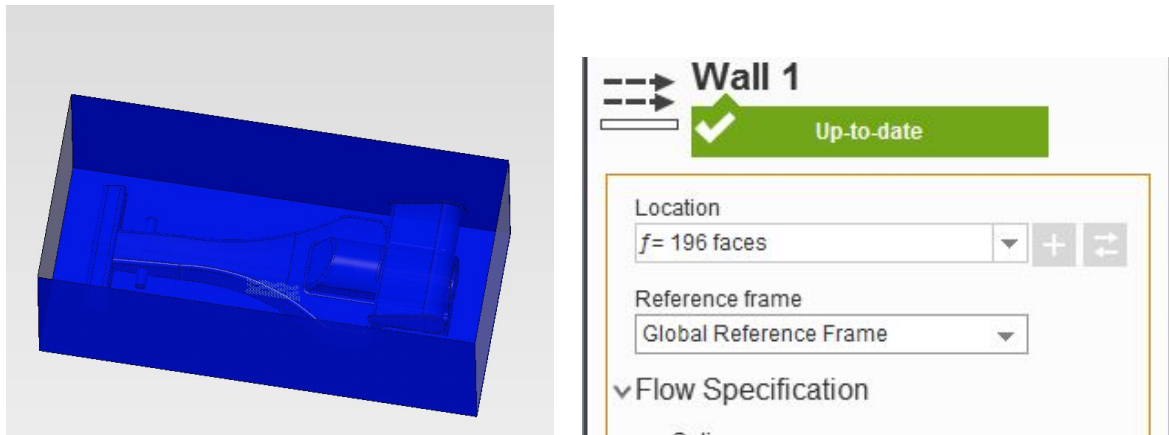 Wall 1
Up-to-date
Location
ƒ= 196 faces
Reference frame
Global Reference Frame
Flow Specification